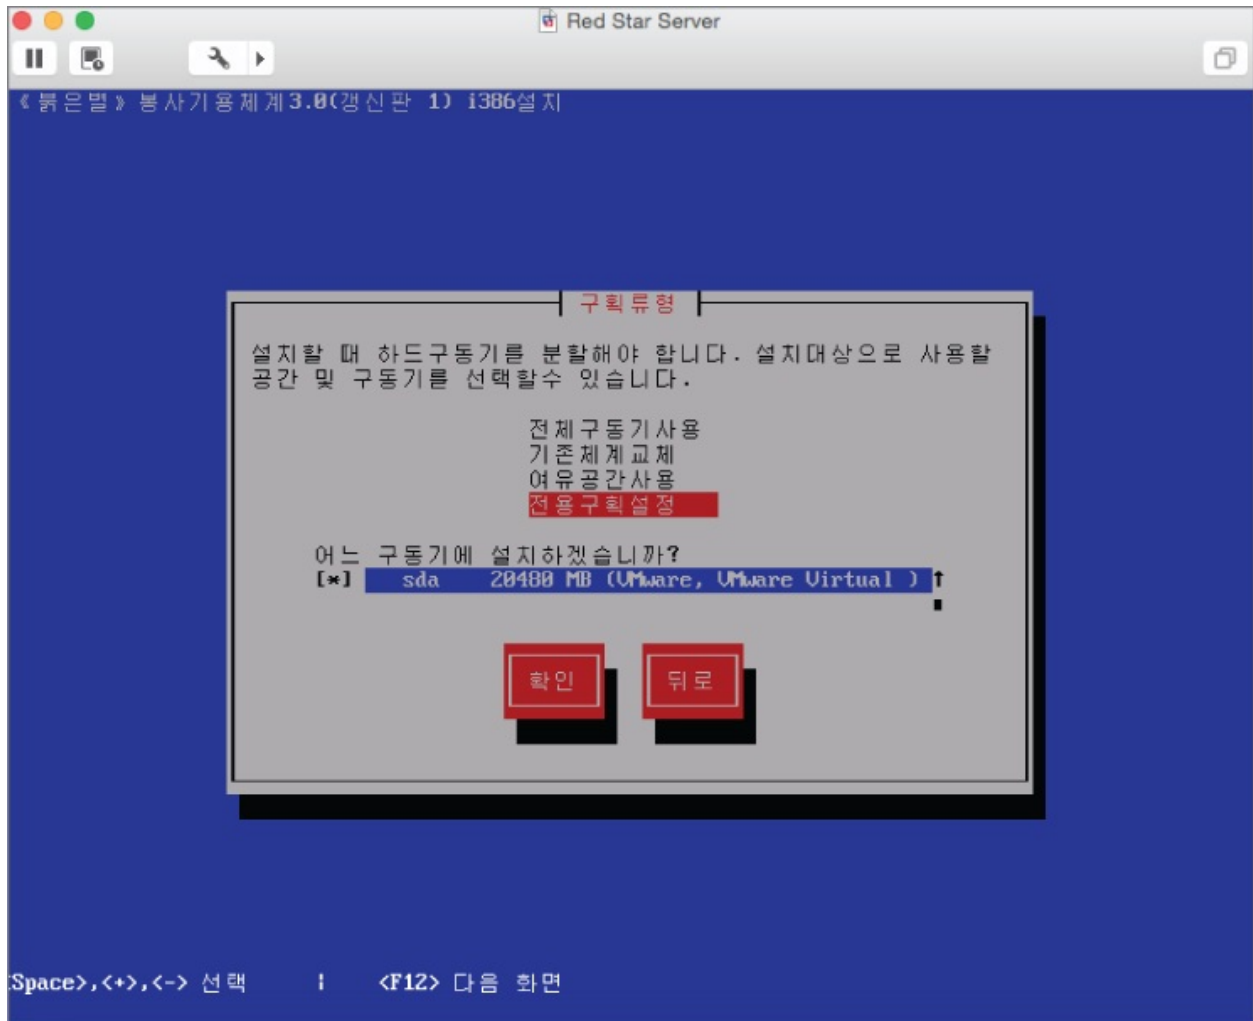 Red Star Server
《붉은별》봉사기용체계3.0(갱신판 1) i386설치
구획류형
설치할 때 하드구동기를 분할해야 합니다. 설치대상으로 사용할
공간 및 구동기를 선택할수 있습니다.
전체구동기사용
기존체계교체
여유공간사용
전용구획설정
어느 구동기에 설치하겠습니까?
[*] sda 20480 MB (VMware, VMware Virtual ) ↑
확인 뒤로
Space>,<+>,<-> 선택 | <F12> 다음 화면